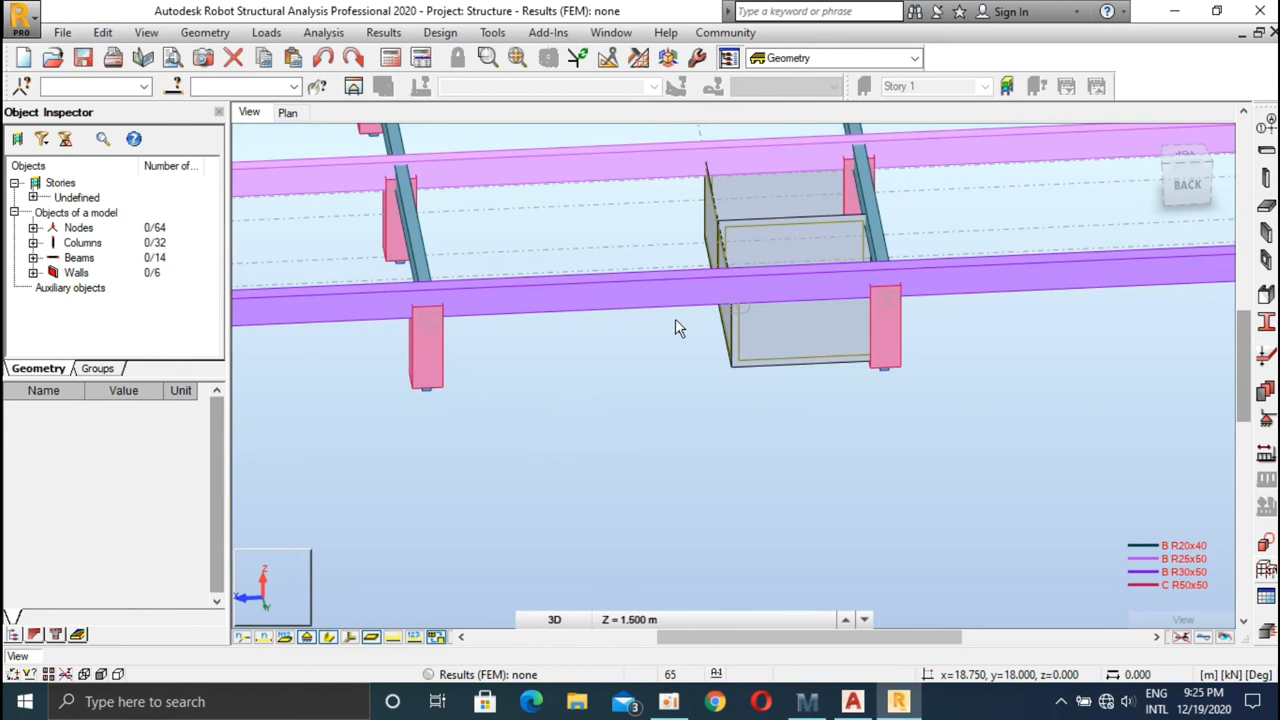 PRO
Autodesk Robot Structural Analysis Professional 2020 - Project: Structure - Results (FEM): none
Type a keyword or phrase
Sign In
File Edit View Geometry Loads Analysis Results Design Tools Add-Ins Window Help Community
Geometry
Story 1
Object Inspector
View Plan
Objects Number of...
Stories
Undefined
Objects of a model
Nodes 0/64
Columns 0/32
Beams 0/14
Walls 0/6
Auxiliary objects
Geometry Groups
Name Value Unit
TOP
BACK
Z
X
Y
B R20x40
B R25x50
B R30x50
C R50x50
3D Z = 1.500 m
View
View
Results (FEM): none 65 x=18.750, y=18.000, z=0.000 0.000 [m] [kN] [Deg]
Type here to search
3
ENG
INTL
9:25 PM
12/19/2020